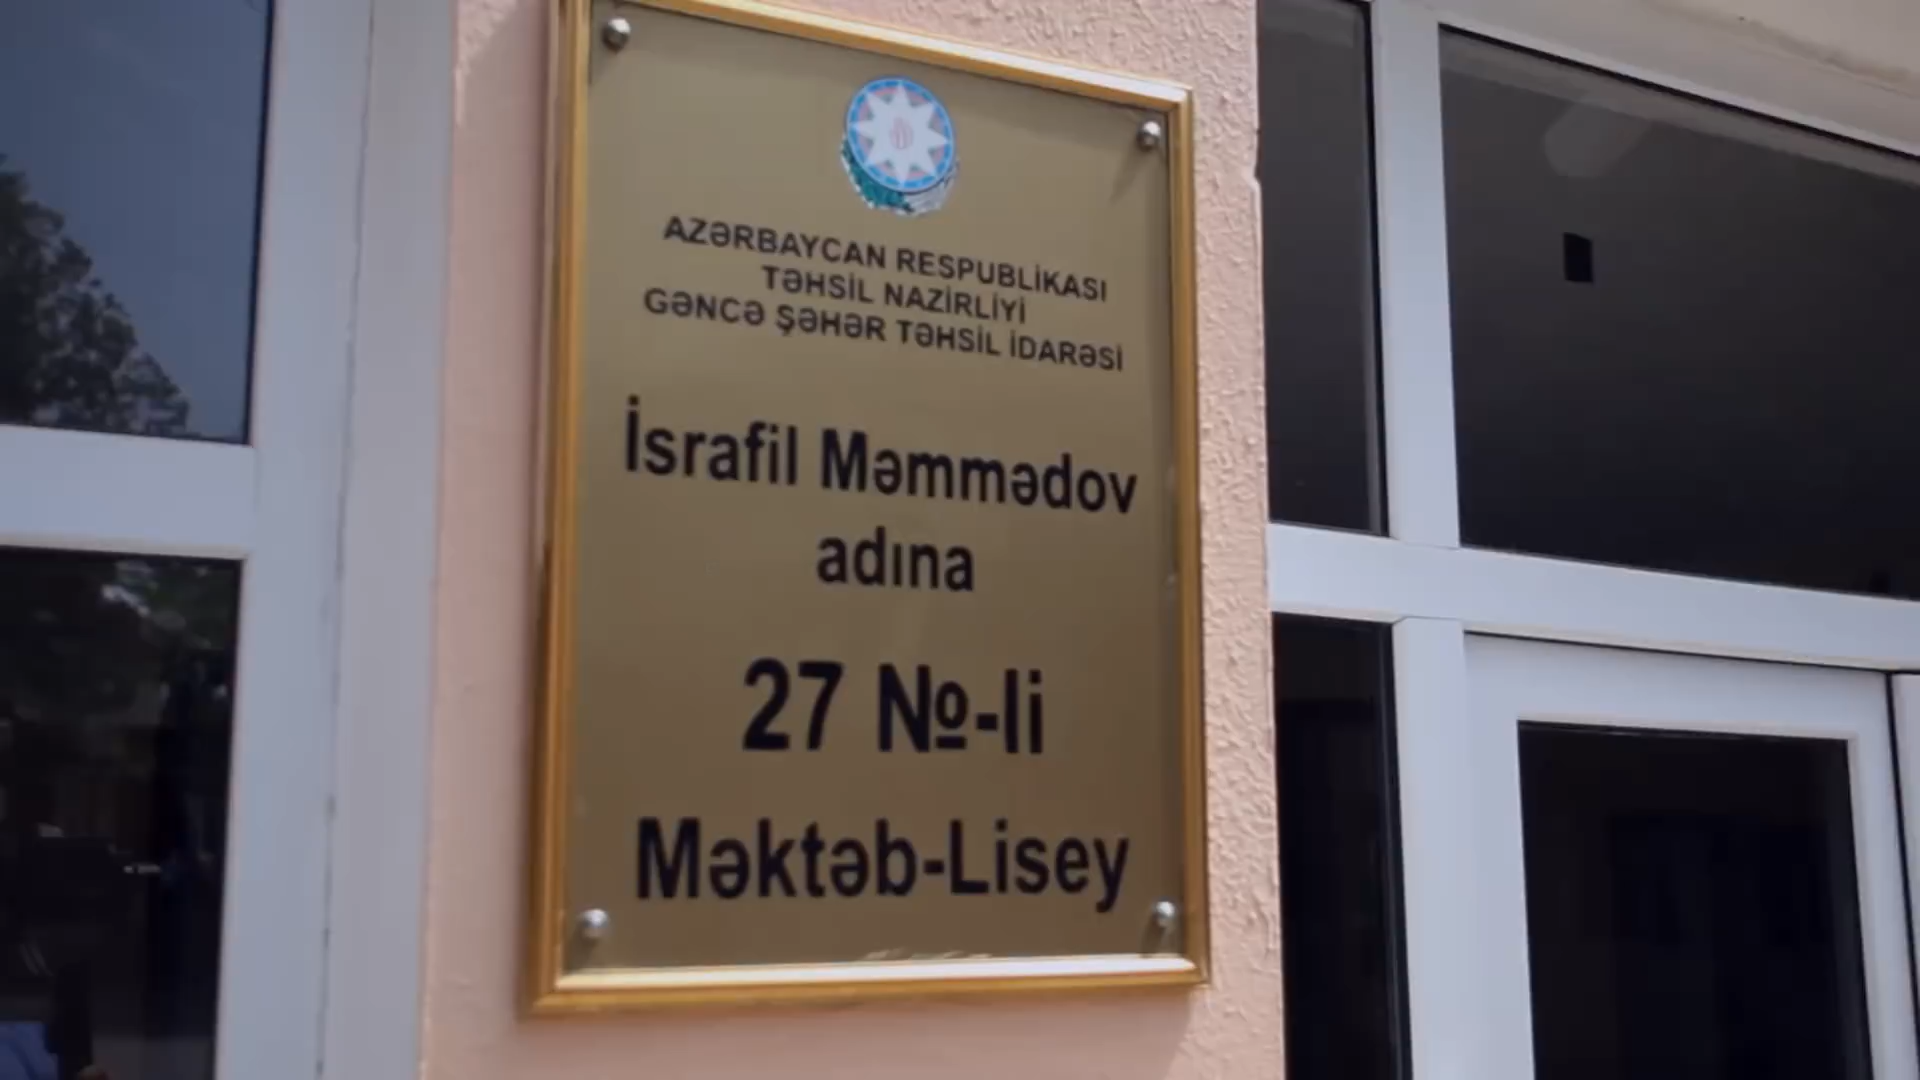 AZƏRBAYCAN RESPUBLİKASI
TƏHSİL NAZİRLİYİ
GƏNCƏ ŞƏHƏR TƏHSİL İDARƏSİ
İsrafil Məmmədov
adına
27 №-li
Məktəb-Lisey